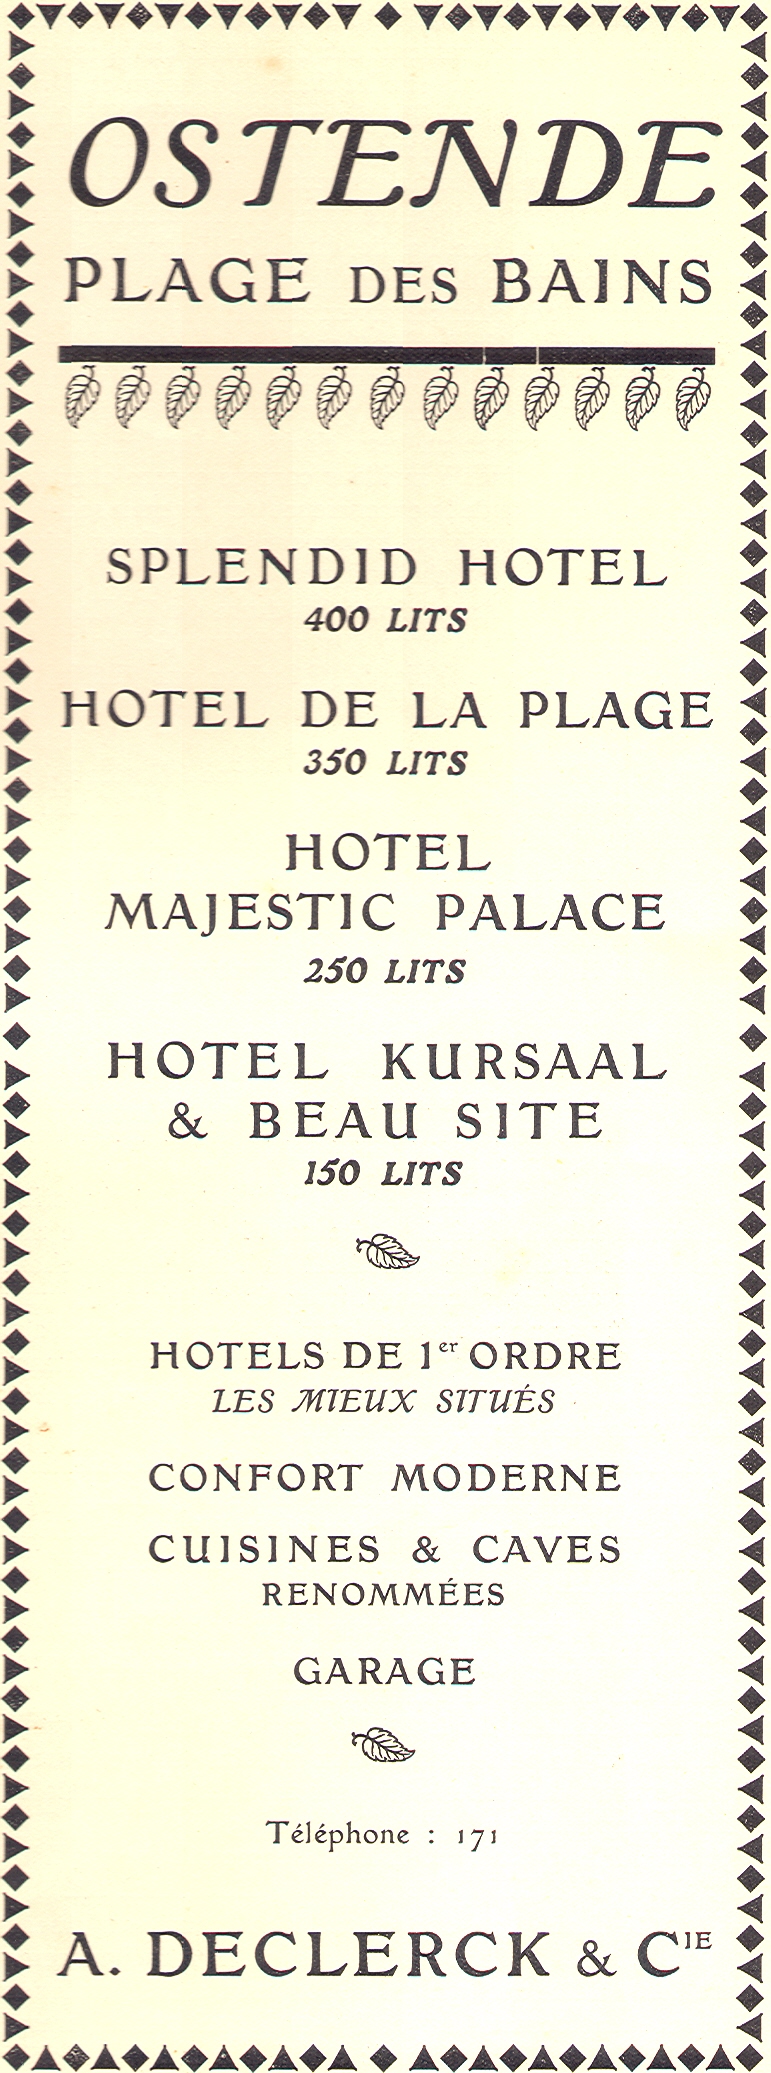 OSTENDE
PLAGE DES BAINS
SPLENDID HOTEL
400 LITS
HOTEL DE LA PLAGE
350 LITS
HOTEL
MAJESTIC PALACE
250 LITS
HOTEL KURSAAL
& BEAU SITE
150 LITS
HOTELS DE 1er ORDRE
LES MIEUX SITUÉS
CONFORT MODERNE
CUISINES & CAVES
RENOMMÉES
GARAGE
Téléphone : 171
A. DECLERCK & CIE